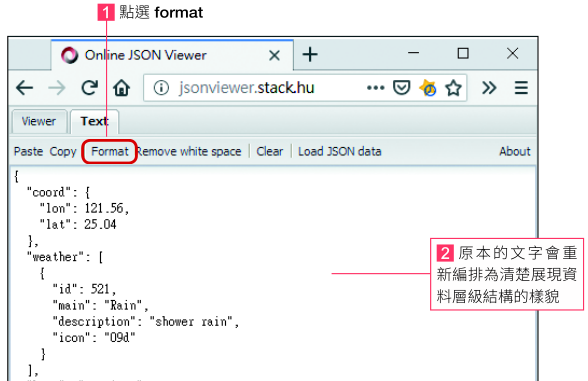 1 點選 format
Online JSON Viewer
jsonviewer.stack.hu
Viewer Text
Paste Copy Format Remove white space Clear Load JSON data About
{
"coord": {
"lon": 121.56,
"lat": 25.04
},
"weather": [
{
"id": 521,
"main": "Rain",
"description": "shower rain",
"icon": "09d"
}
],
2 原本的文字會重
新編排為清楚展現資
料層級結構的樣貌